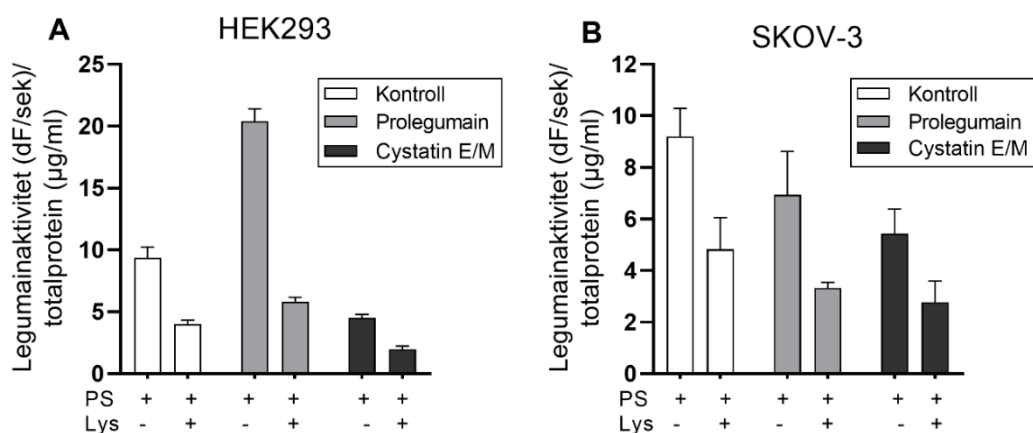 A
HEK293
Legumainaktivitet (dF/sek)/
totalprotein (µg/ml)
25
20
15
10
5
0
Kontroll
Prolegumain
Cystatin E/M
PS + + + + + +
Lys - + - + - +
B
SKOV-3
Legumainaktivitet (dF/sek)/
totalprotein (µg/ml)
12
10
8
6
4
2
0
Kontroll
Prolegumain
Cystatin E/M
PS + + + + + +
Lys - + - + - +